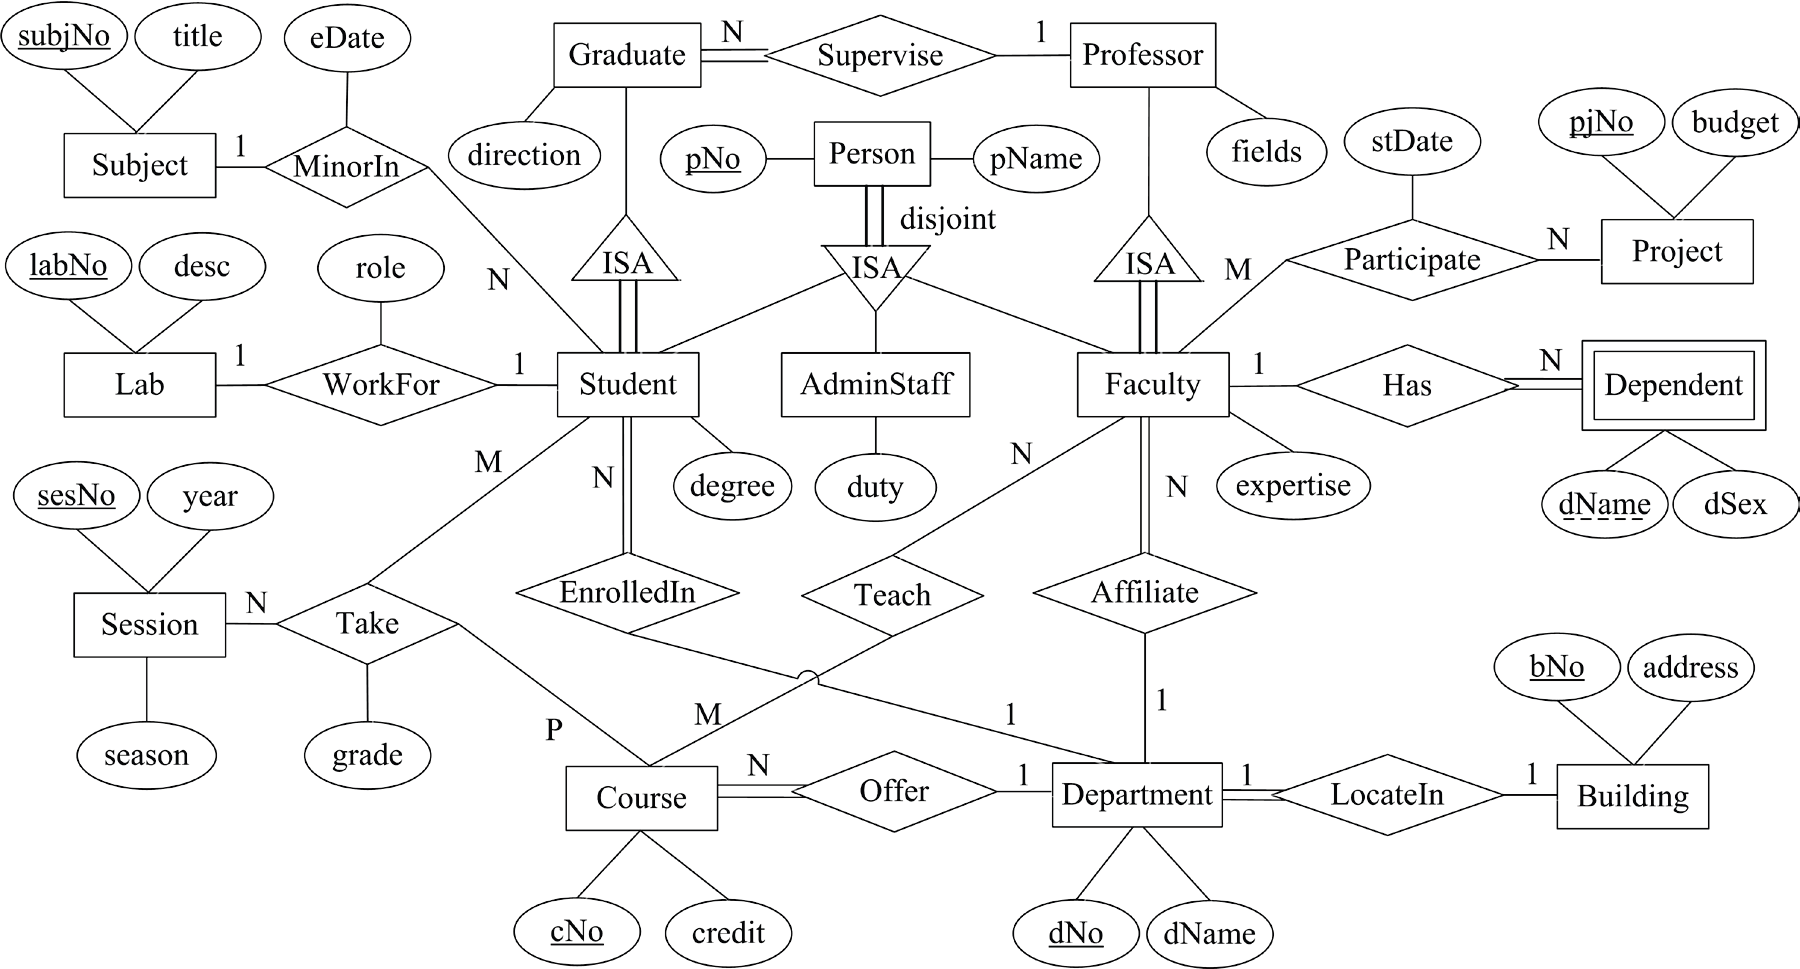 subjNo title eDate
Graduate N Supervise 1 Professor
direction pNo Person pName fields
Subject 1 MinorIn
stDate pjNo budget
disjoint
labNo desc role
ISA ISA ISA
N M Participate N Project
Lab 1 WorkFor 1 Student AdminStaff Faculty 1 Has N Dependent
M N degree duty N N expertise dName dSex
sesNo year
Session N Take EnrolledIn Teach Affiliate
season grade P M 1 1
bNo address
Course N Offer 1 Department 1 LocateIn 1 Building
cNo credit dNo dName